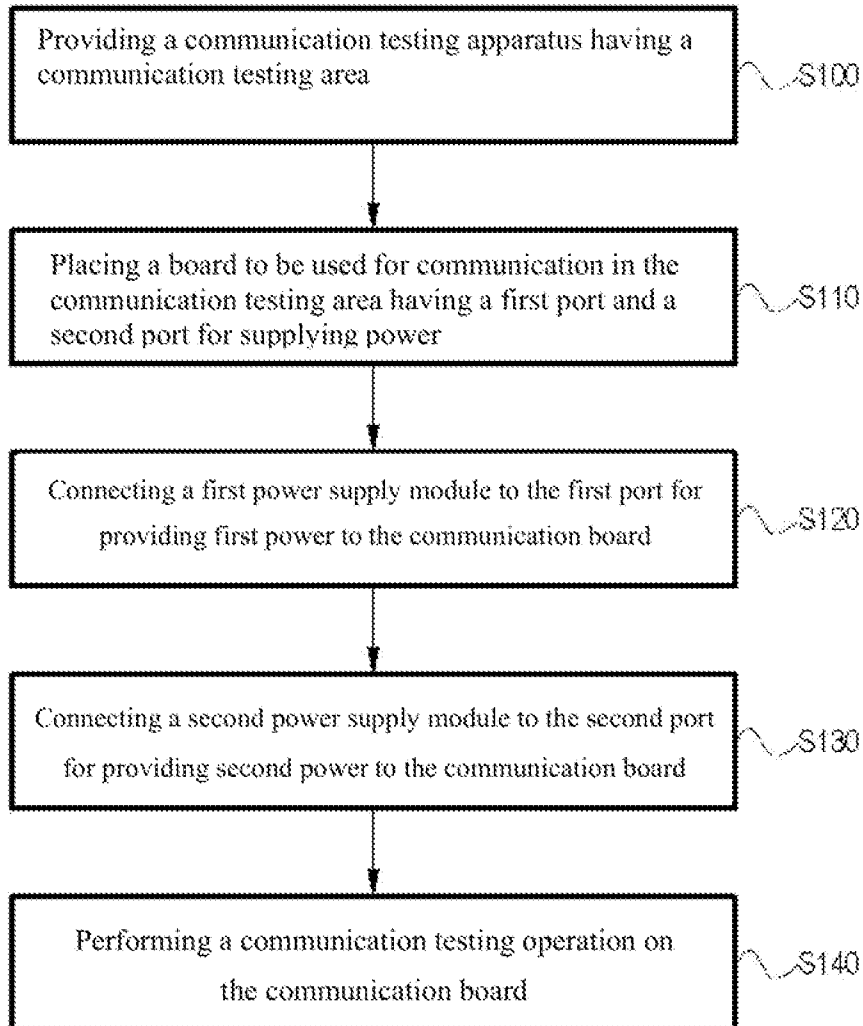 Providing a communication testing apparatus having a
communication testing area
S100
Placing a board to be used for communication in the
communication testing area having a first port and a
second port for supplying power
S110
Connecting a first power supply module to the first port for
providing first power to the communication board
S120
Connecting a second power supply module to the second port
for providing second power to the communication board
S130
Performing a communication testing operation on
the communication board
S140